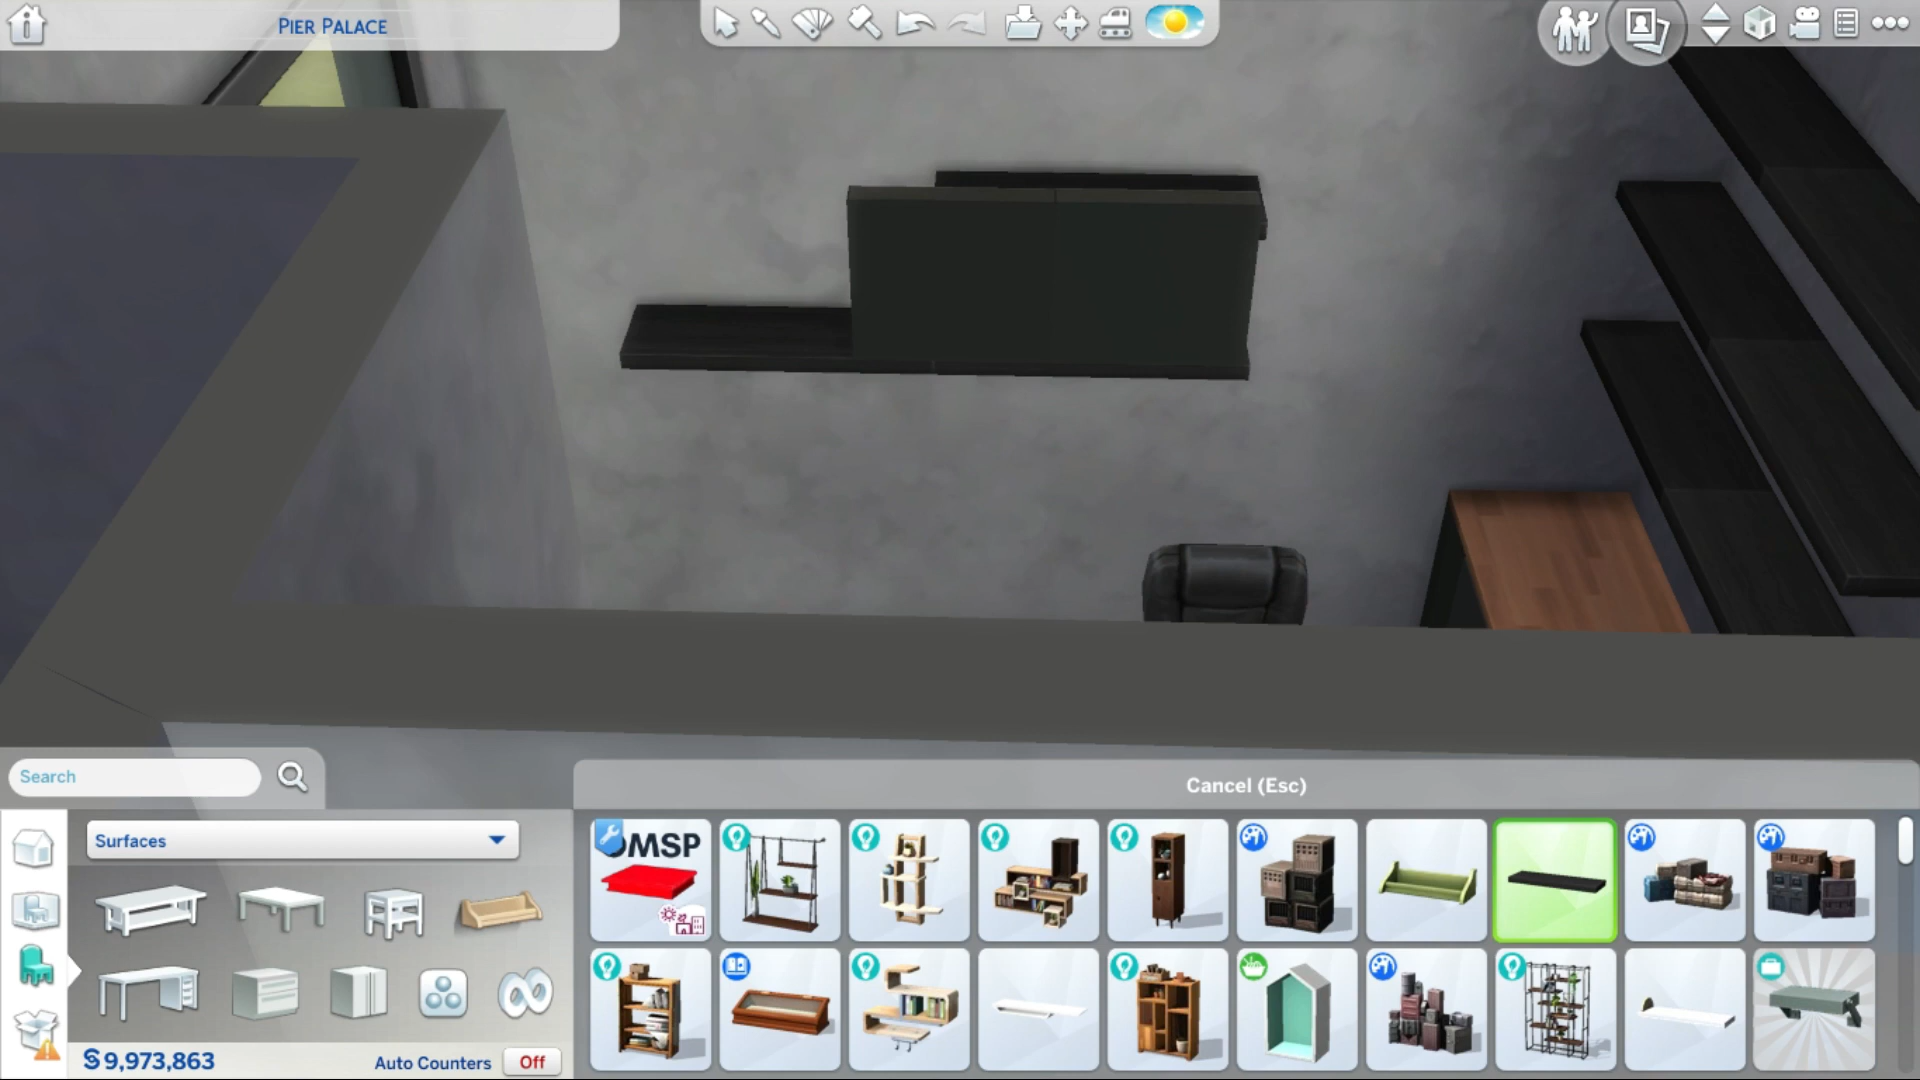 PIER PALACE
Search
Cancel (Esc)
Surfaces
MSP
§9,973,863
Auto Counters
Off